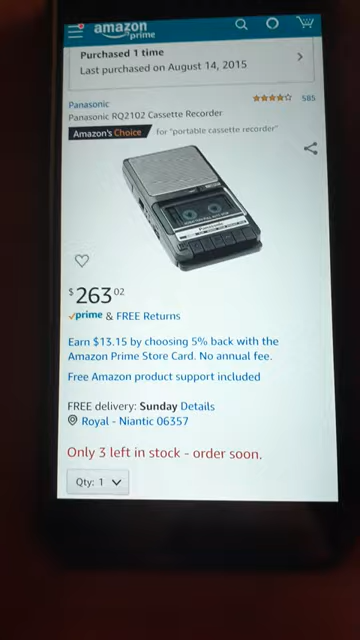 amazon
prime
Purchased 1 time
Last purchased on August 14, 2015
Panasonic
585
Panasonic RQ2102 Cassette Recorder
Amazon's Choice for "portable cassette recorder"
Panasonic
$263 02
prime & FREE Returns
Earn $13.15 by choosing 5% back with the
Amazon Prime Store Card. No annual fee.
Free Amazon product support included
FREE delivery: Sunday Details
Royal - Niantic 06357
Only 3 left in stock - order soon.
Qty: 1